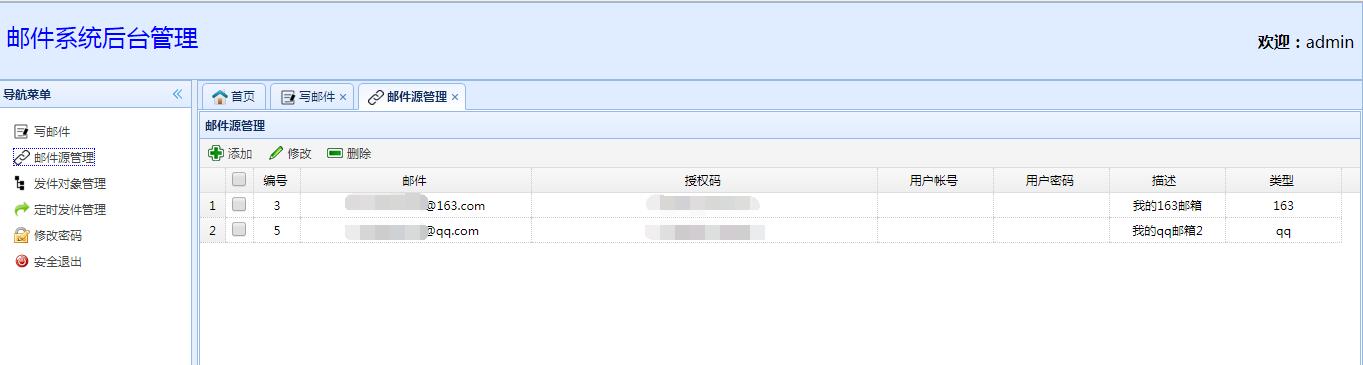 邮件系统后台管理
欢迎：admin
导航菜单
首页 写邮件 邮件源管理
写邮件
邮件源管理
发件对象管理
定时发件管理
修改密码
安全退出
邮件源管理
添加 修改 删除
编号 邮件 授权码 用户帐号 用户密码 描述 类型
1 3 @163.com 我的163邮箱 163
2 5 @qq.com 我的qq邮箱2 qq